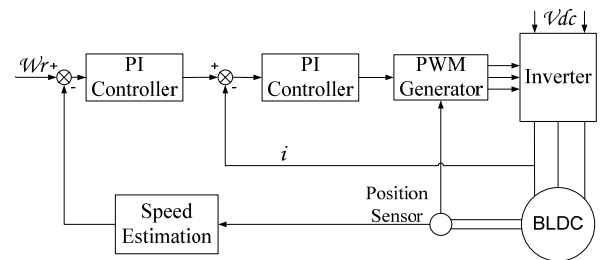 Vdc
Wr
+
-
PI
Controller
+
-
PI
Controller
PWM
Generator
Inverter
i
Position
Sensor
Speed
Estimation
BLDC